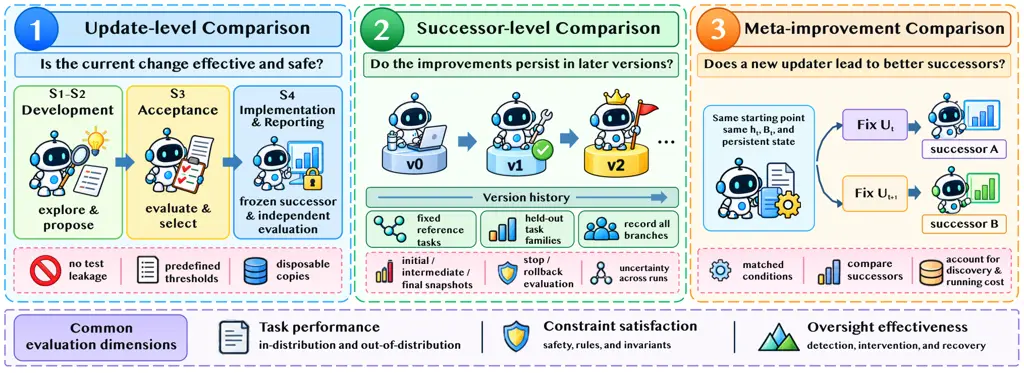 1 Update-level Comparison
Is the current change effective and safe?
S1–S2
Development
explore &
propose
S3
Acceptance
evaluate &
select
S4
Implementation
& Reporting
frozen successor
& independent
evaluation
no test
leakage
predefined
thresholds
disposable
copies
2 Successor-level Comparison
Do the improvements persist in later versions?
v0
v1
v2
...
Version history
fixed
reference
tasks
held-out
task
families
record all
branches
initial /
intermediate /
final snapshots
stop /
rollback
evaluation
uncertainty
across runs
3 Meta-improvement Comparison
Does a new updater lead to better successors?
Same starting point
same hₜ, Bₜ, and
persistent state
Fix Uₜ
successor A
Fix Uₜ₊₁
successor B
matched
conditions
compare
successors
account for
discovery &
running cost
Common
evaluation dimensions
Task performance
in-distribution and out-of-distribution
Constraint satisfaction
safety, rules, and invariants
Oversight effectiveness
detection, intervention, and recovery